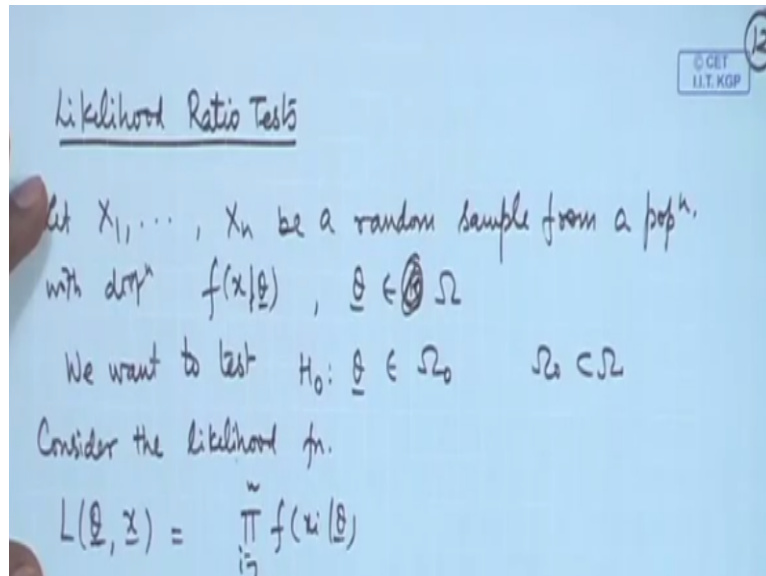 12
© CET
I.I.T. KGP
Likelihood Ratio Tests
Let X₁, ..., Xₙ be a random sample from a popⁿ.
with f(x|θ) , θ ∈ Ω
We want to test H₀: θ ∈ Ω₀ Ω₀ ⊂ Ω
Consider the likelihood fn.
L(θ, x) = π f(xi|θ)